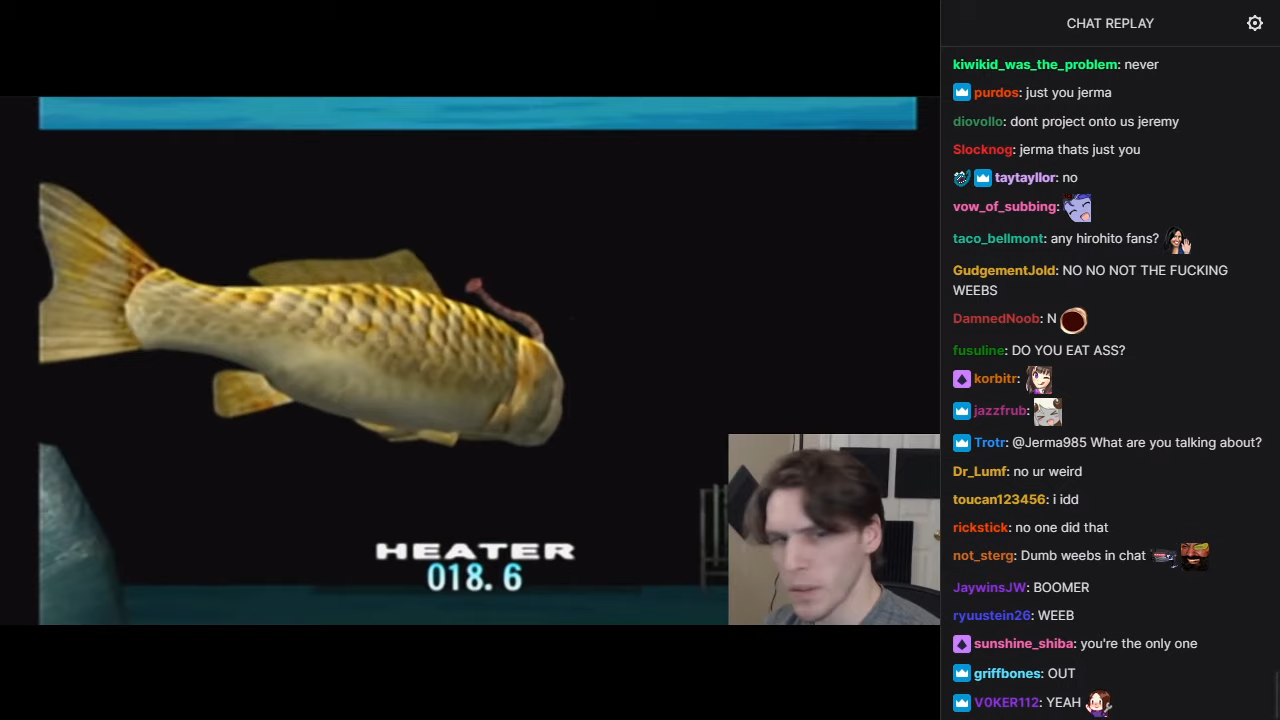 CHAT REPLAY
kiwikid_was_the_problem: never
purdos: just you jerma
diovollo: dont project onto us jeremy
Slocknog: jerma thats just you
taytayllor: no
vow_of_subbing:
taco_bellmont: any hirohito fans?
GudgementJold: NO NO NOT THE FUCKING
WEEBS
DamnedNoob: N
fusuline: DO YOU EAT ASS?
korbitr:
jazzfrub:
Trotr: @Jerma985 What are you talking about?
Dr_Lumf: no ur weird
toucan123456: i idd
rickstick: no one did that
not_sterg: Dumb weebs in chat
JaywinsJW: BOOMER
ryuustein26: WEEB
sunshine_shiba: you're the only one
griffbones: OUT
V0KER112: YEAH
HEATER
018. 6